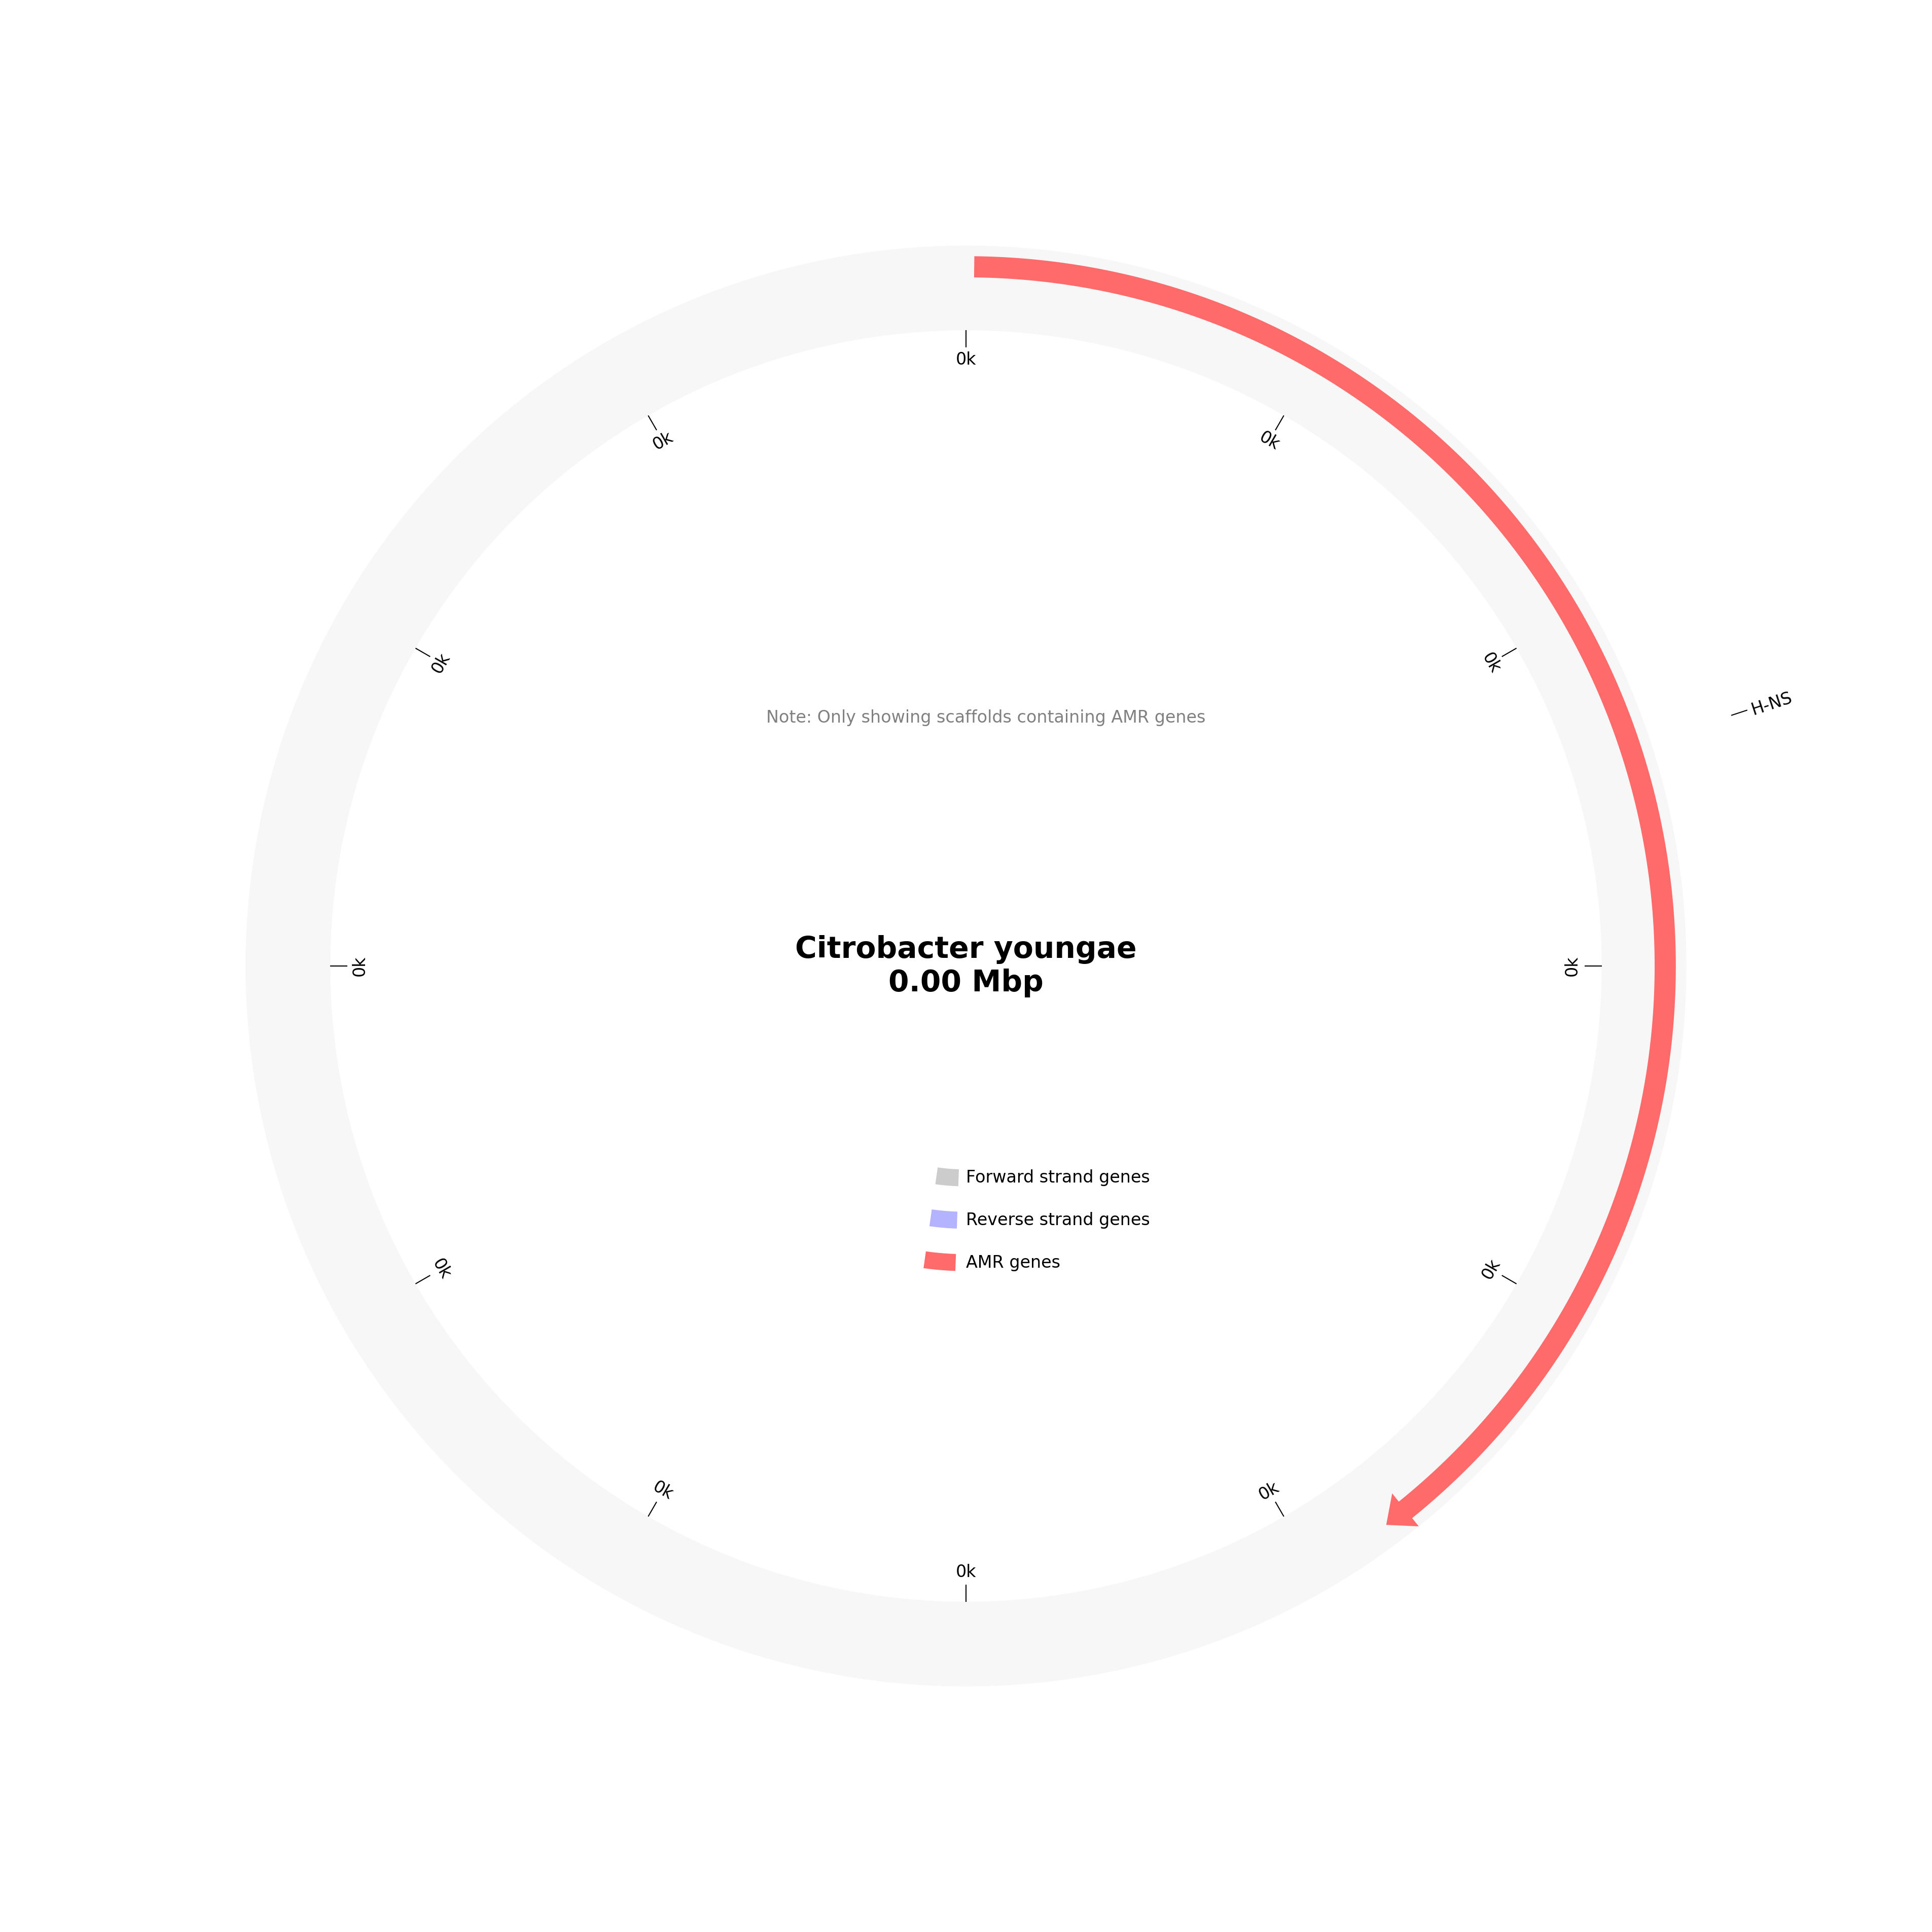 0k
0k
0k
0k
0k
0k
H-NS
Note: Only showing scaffolds containing AMR genes
Citrobacter youngae
0.00 Mbp
0k
0k
Forward strand genes
Reverse strand genes
AMR genes
0k
0k
0k
0k
0k